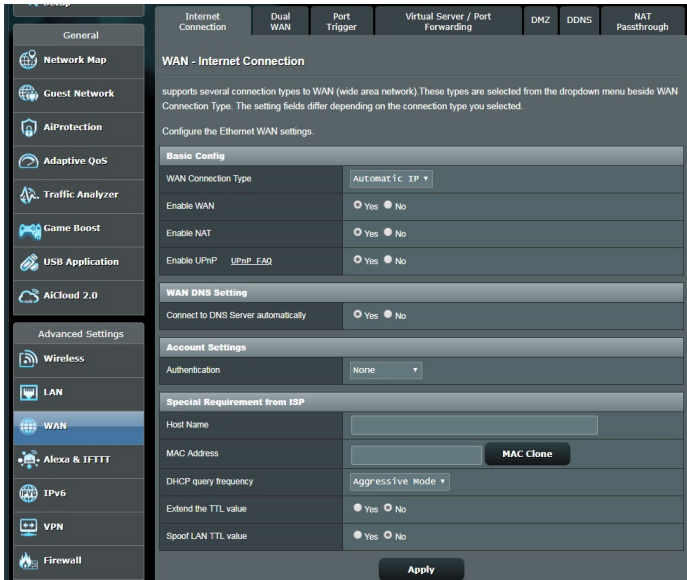 Setup
General
Network Map
Guest Network
AiProtection
Adaptive QoS
Traffic Analyzer
Game Boost
USB Application
AiCloud 2.0
Advanced Settings
Wireless
LAN
WAN
Alexa & IFTTT
IPv6
VPN
Firewall
Internet Connection
Dual WAN
Port Trigger
Virtual Server / Port Forwarding
DMZ
DDNS
NAT Passthrough
WAN - Internet Connection
supports several connection types to WAN (wide area network).These types are selected from the dropdown menu beside WAN
Connection Type. The setting fields differ depending on the connection type you selected.
Configure the Ethernet WAN settings.
Basic Config
WAN Connection Type Automatic IP
Enable WAN Yes No
Enable NAT Yes No
Enable UPnP UPnP FAQ Yes No
WAN DNS Setting
Connect to DNS Server automatically Yes No
Account Settings
Authentication None
Special Requirement from ISP
Host Name
MAC Address MAC Clone
DHCP query frequency Aggressive Mode
Extend the TTL value Yes No
Spoof LAN TTL value Yes No
Apply